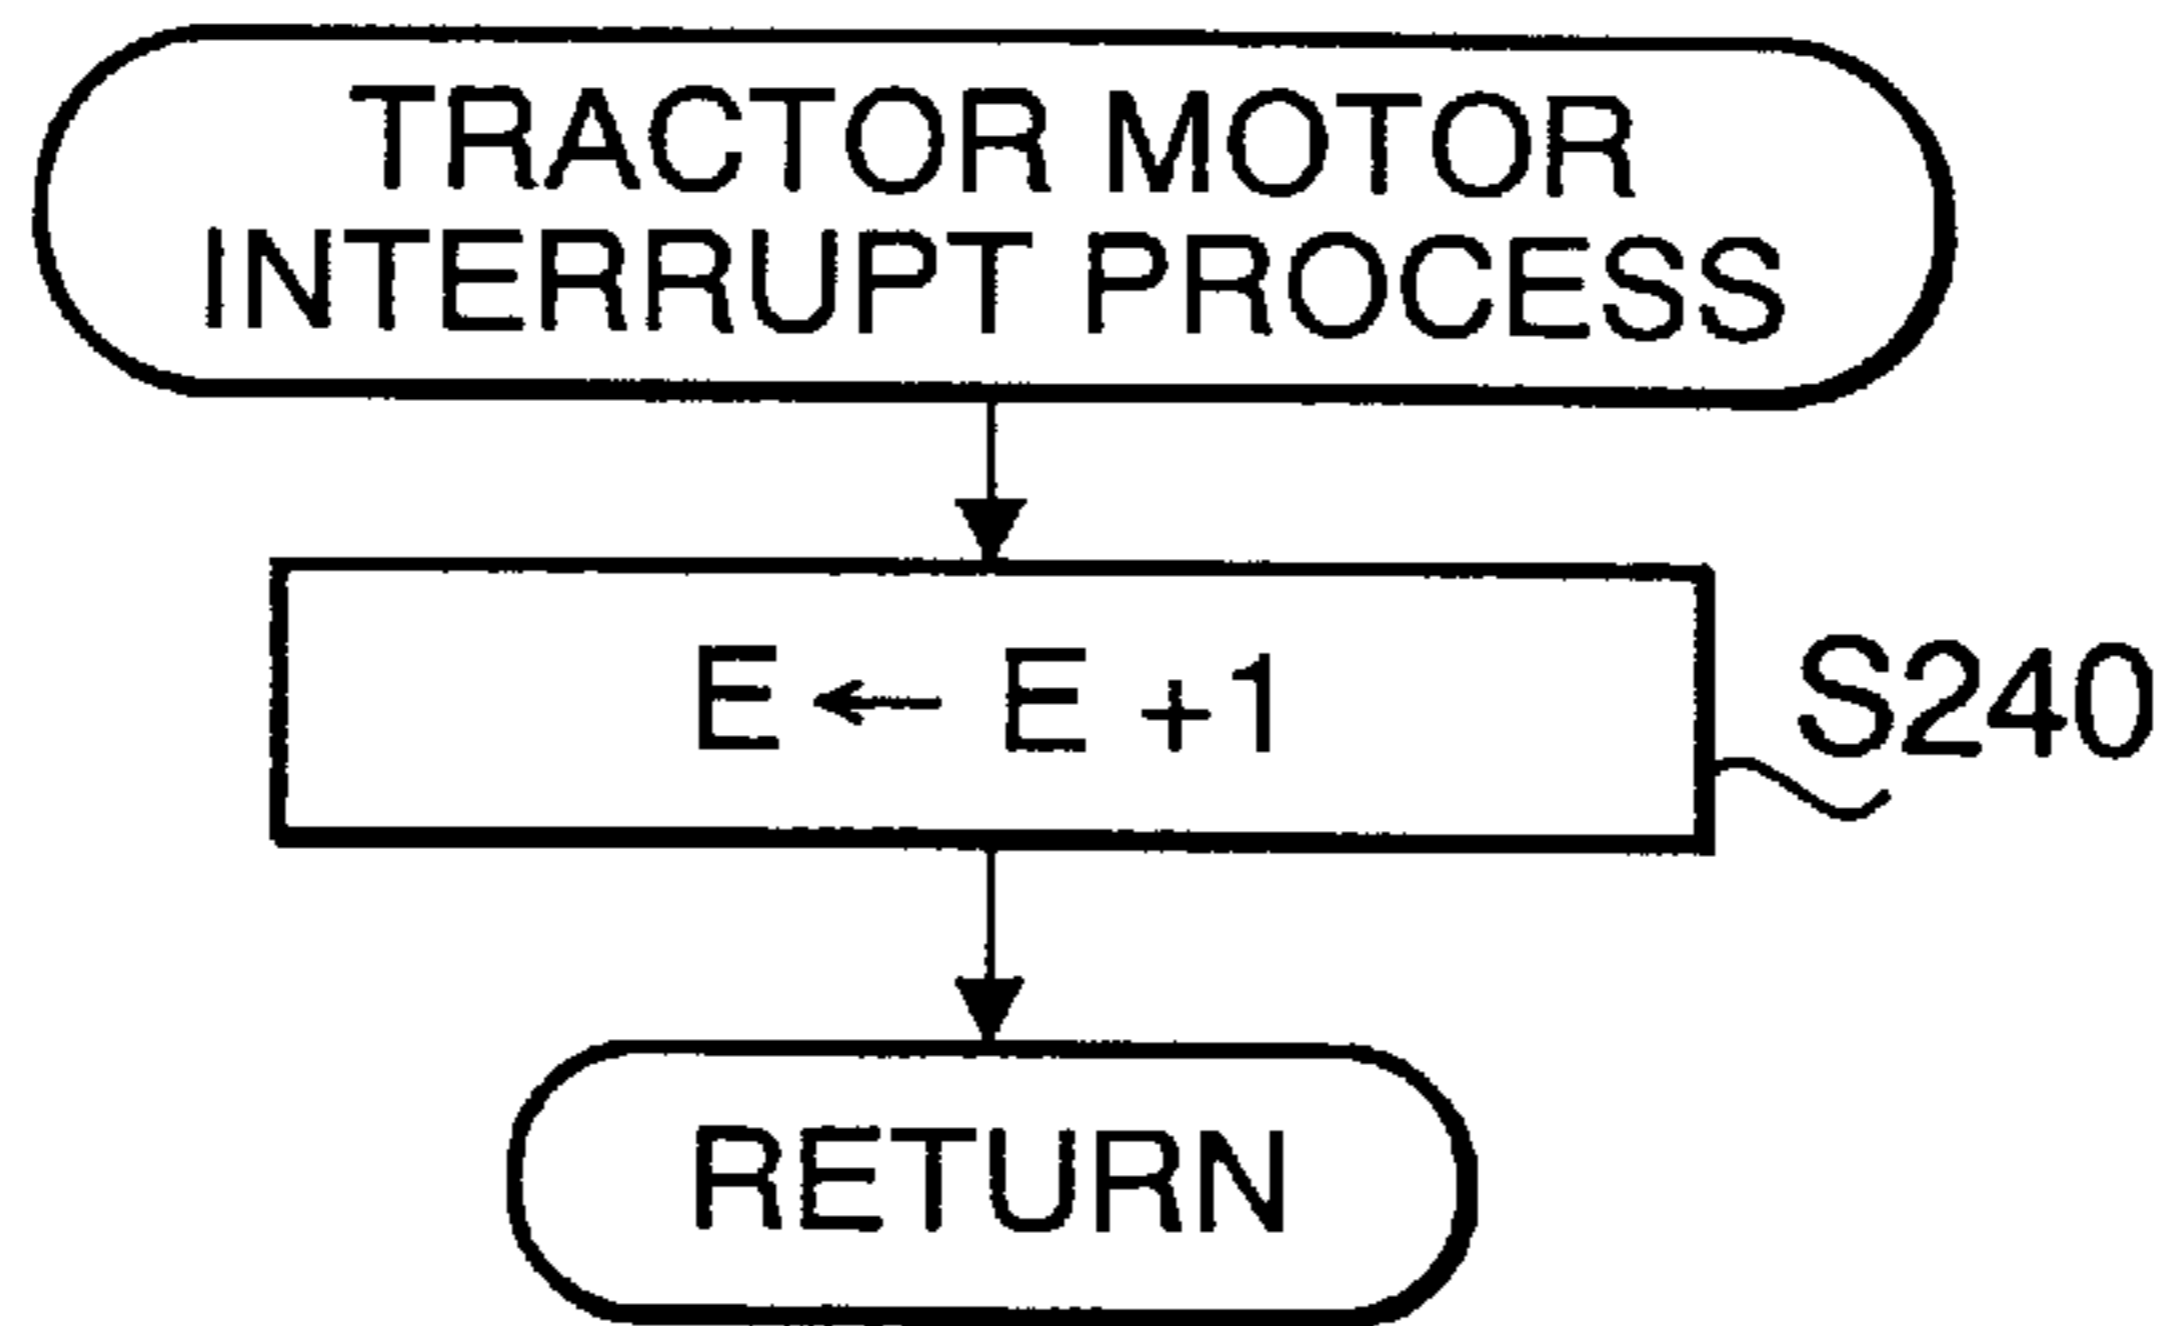 TRACTOR MOTOR
INTERRUPT PROCESS
E ← E +1
S240
RETURN